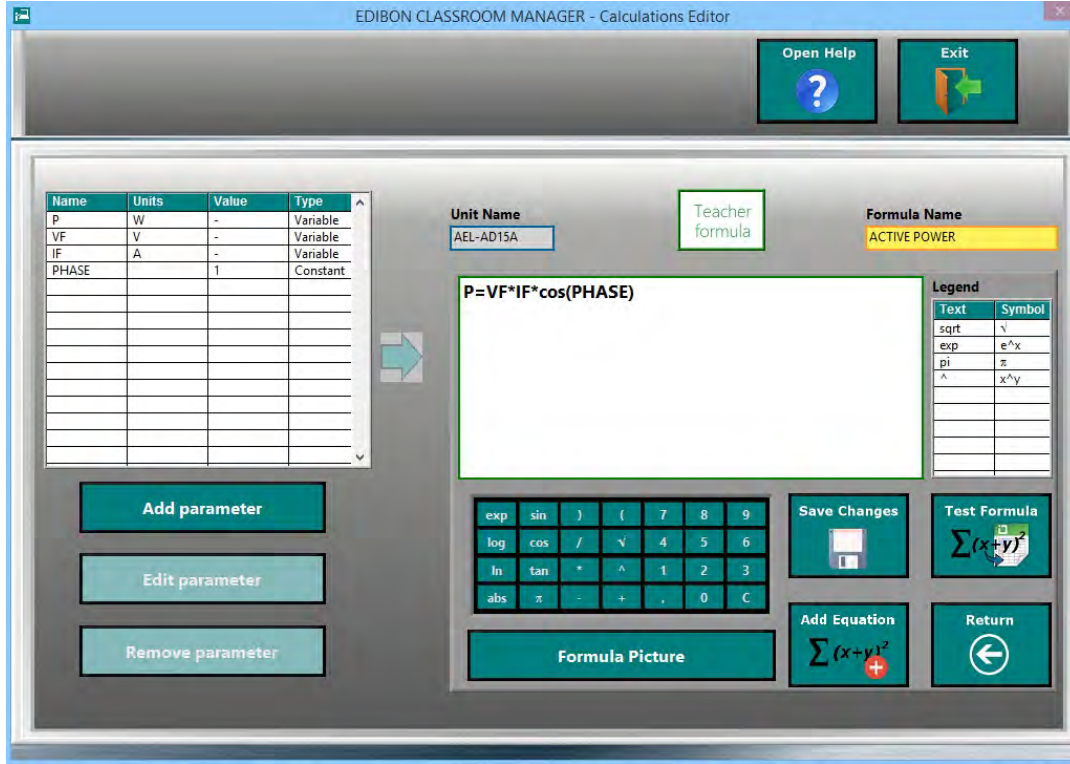 EDIBON CLASSROOM MANAGER - Calculations Editor
x
Open Help
?
Exit
Name Units Value Type
P W - Variable
VF V - Variable
IF A - Variable
PHASE 1 Constant
Unit Name
AEL-AD15A
Teacher
formula
Formula Name
ACTIVE POWER
P=VF*IF*cos(PHASE)
Legend
Text Symbol
sqrt √
exp e^x
pi π
^ x^y
Add parameter
Edit parameter
Remove parameter
exp sin ) ( 7 8 9
log cos / √ 4 5 6
ln tan * ^ 1 2 3
abs π - + . 0 C
Formula Picture
Save Changes
Test Formula
∑(x+y)²
Add Equation
∑(x+y)²
Return